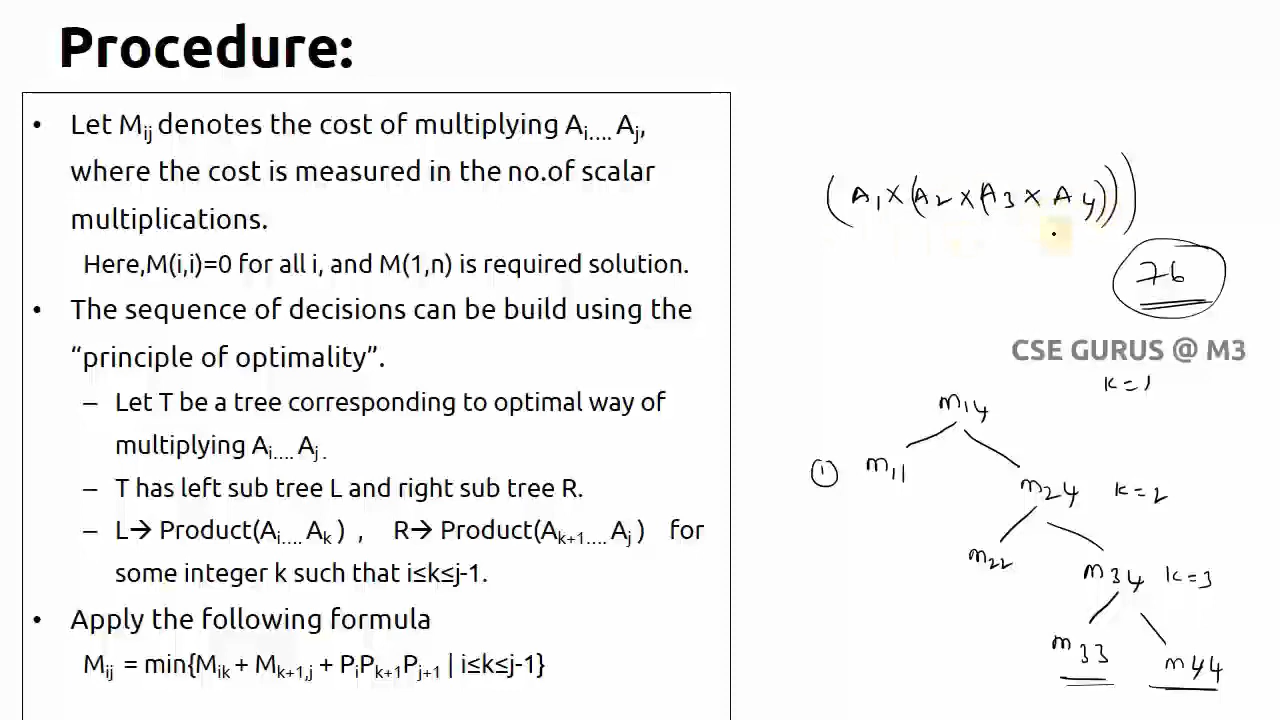 Procedure:
• Let Mij denotes the cost of multiplying Ai.... Aj,
where the cost is measured in the no.of scalar
multiplications.
Here,M(i,i)=0 for all i, and M(1,n) is required solution.
• The sequence of decisions can be build using the
“principle of optimality”.
– Let T be a tree corresponding to optimal way of
multiplying Ai.... Aj .
– T has left sub tree L and right sub tree R.
– L→ Product(Ai.... Ak ) , R→ Product(Ak+1.... Aj ) for
some integer k such that i≤k≤j-1.
• Apply the following formula
Mij = min{Mik + Mk+1,j + PiPk+1Pj+1 | i≤k≤j-1}
(A1×(A2×(A3×A4)))
76
CSE GURUS @ M3
k=1
m14
① m11
m24 k=2
m22
m34 k=3
m33 m44